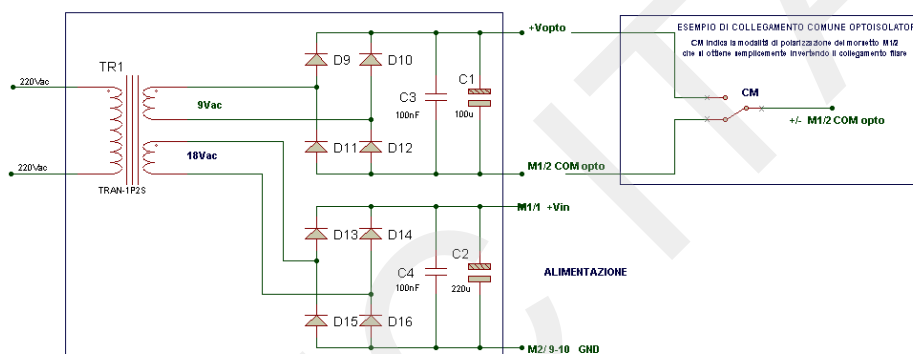 +Vopto
ESEMPIO DI COLLEGAMENTO COMUNE OPTOISOLATOR
CM indica la modalità di polarizzazione del morsetto M1/2
che si ottiene semplicemente invertendo il collegamento filare
D9
D10
TR1
220Vac
9Vac
C3
100nF
C1
100u
CM
+/- M1/2 COM opto
D11
D12
18Vac
220Vac
TRAN-1P2S
M1/2 COM opto
M1/1 +Vin
D13
D14
C4
100nF
C2
220u
ALIMENTAZIONE
D15
D16
M2/ 9-10 GND
C ITA